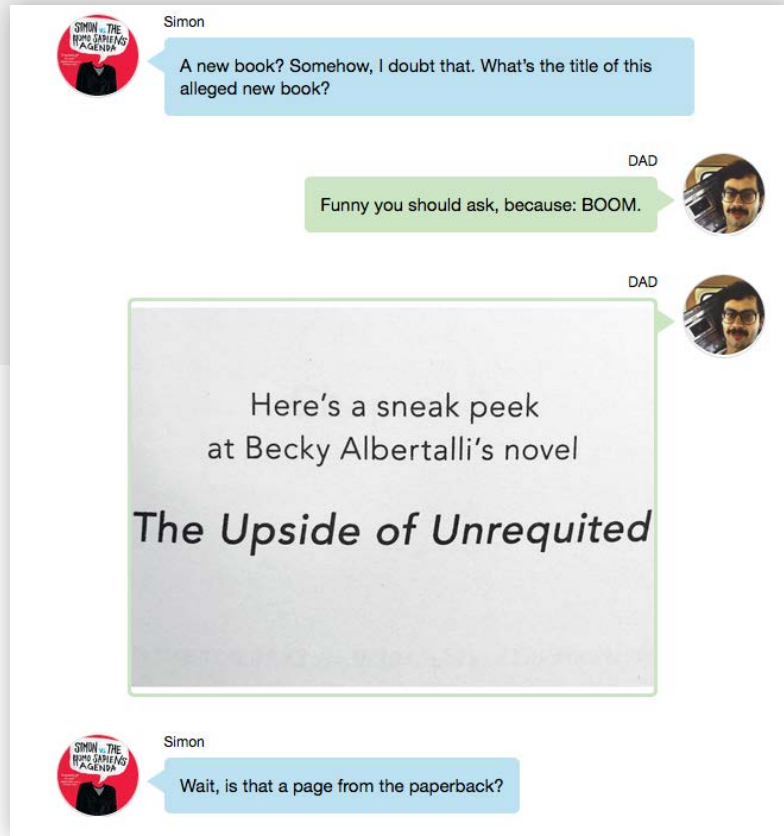 SIMON VS. THE
HOMO SAPIENS
AGENDA
Simon
A new book? Somehow, I doubt that. What's the title of this
alleged new book?
DAD
Funny you should ask, because: BOOM.
DAD
Here's a sneak peek
at Becky Albertalli's novel
The Upside of Unrequited
SIMON VS. THE
HOMO SAPIENS
AGENDA
Simon
Wait, is that a page from the paperback?